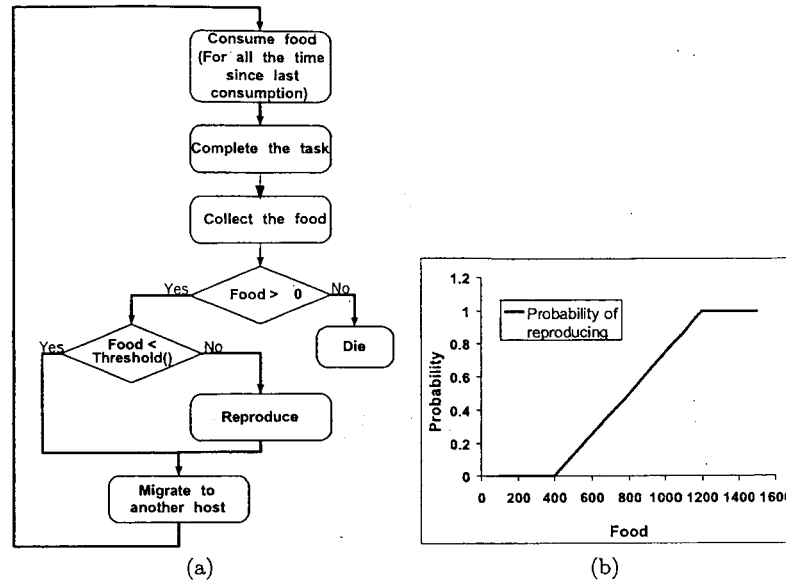 Consume food
(For all the time
since last
consumption)
Complete the task
Collect the food
Food > 0
Yes
No
Die
Food <
Threshold()
Yes
No
Reproduce
Migrate to
another host
(a)
1.2
1
0.8
0.6
0.4
0.2
0
Probability
Probability of
reproducing
0 200 400 600 800 1000 1200 1400 1600
Food
(b)